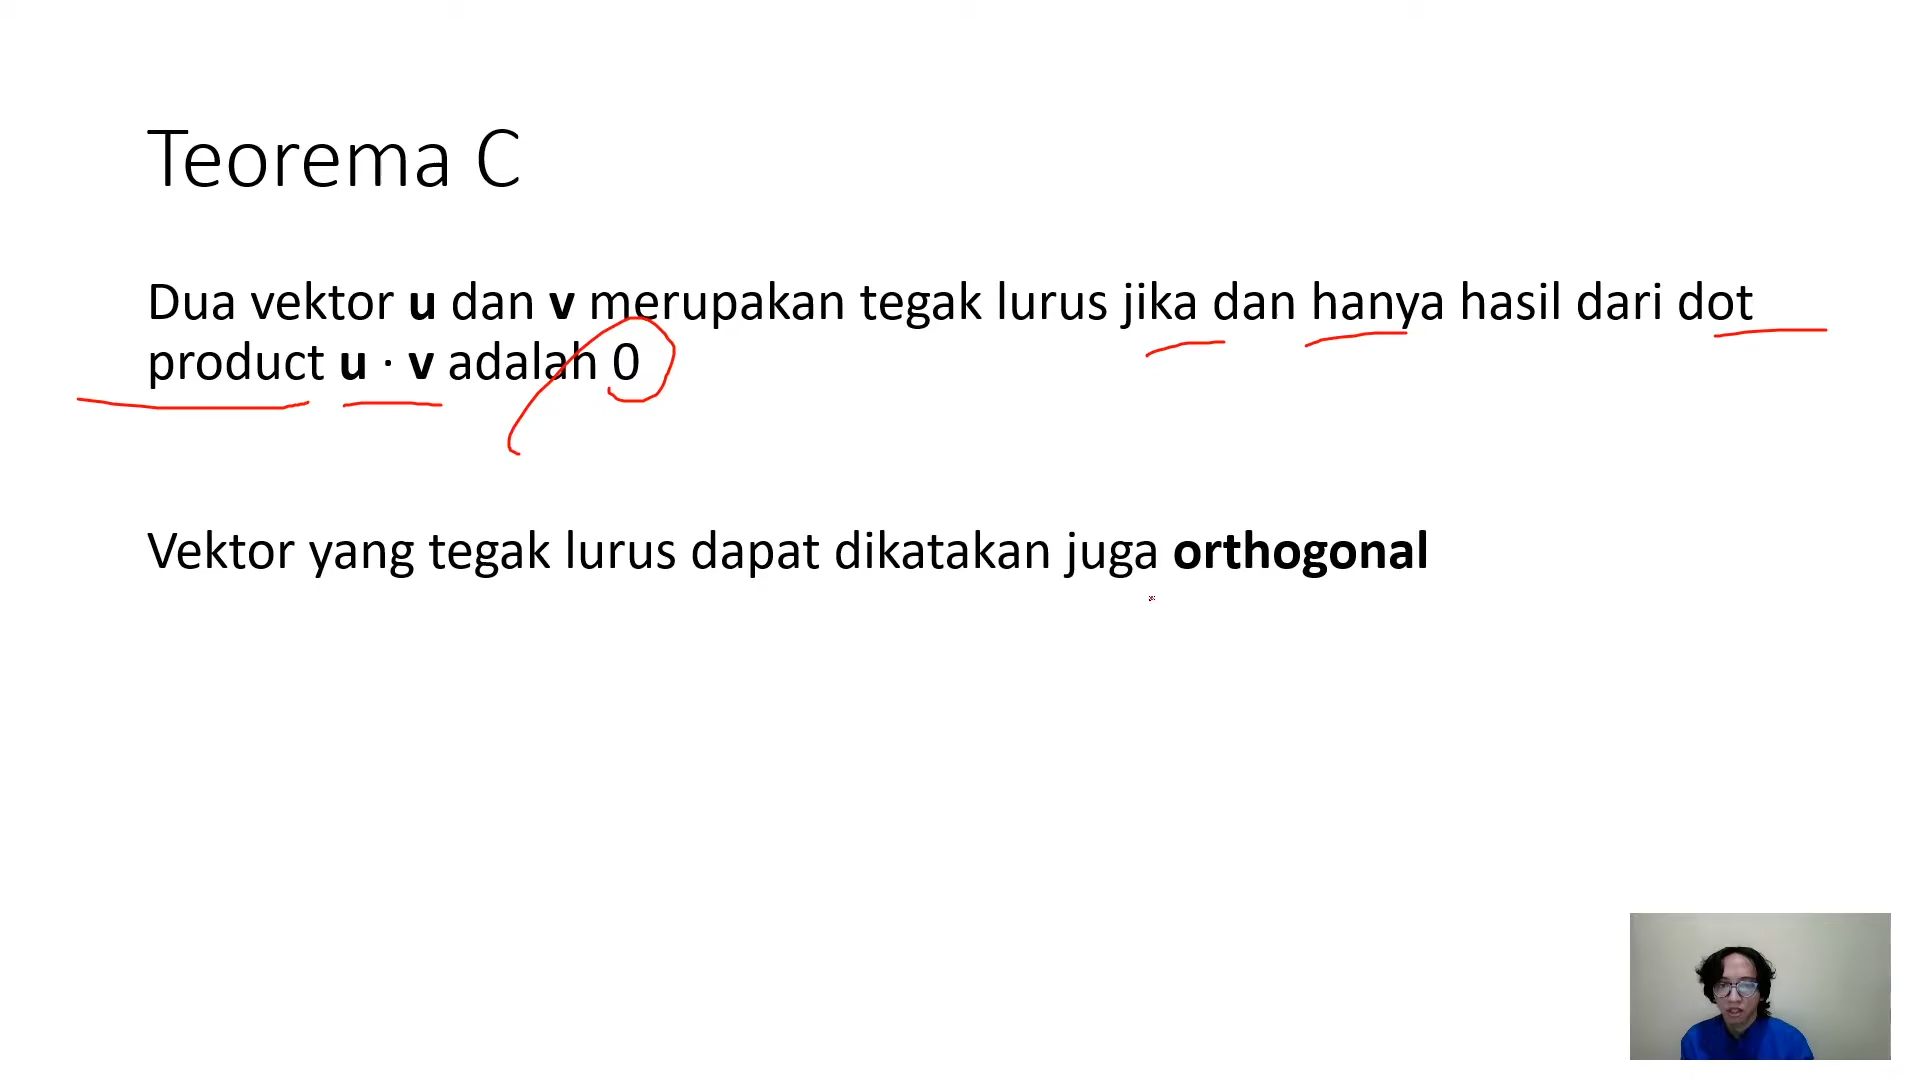 Teorema C
Dua vektor u dan v merupakan tegak lurus jika dan hanya hasil dari dot
product u · v adalah 0
Vektor yang tegak lurus dapat dikatakan juga orthogonal